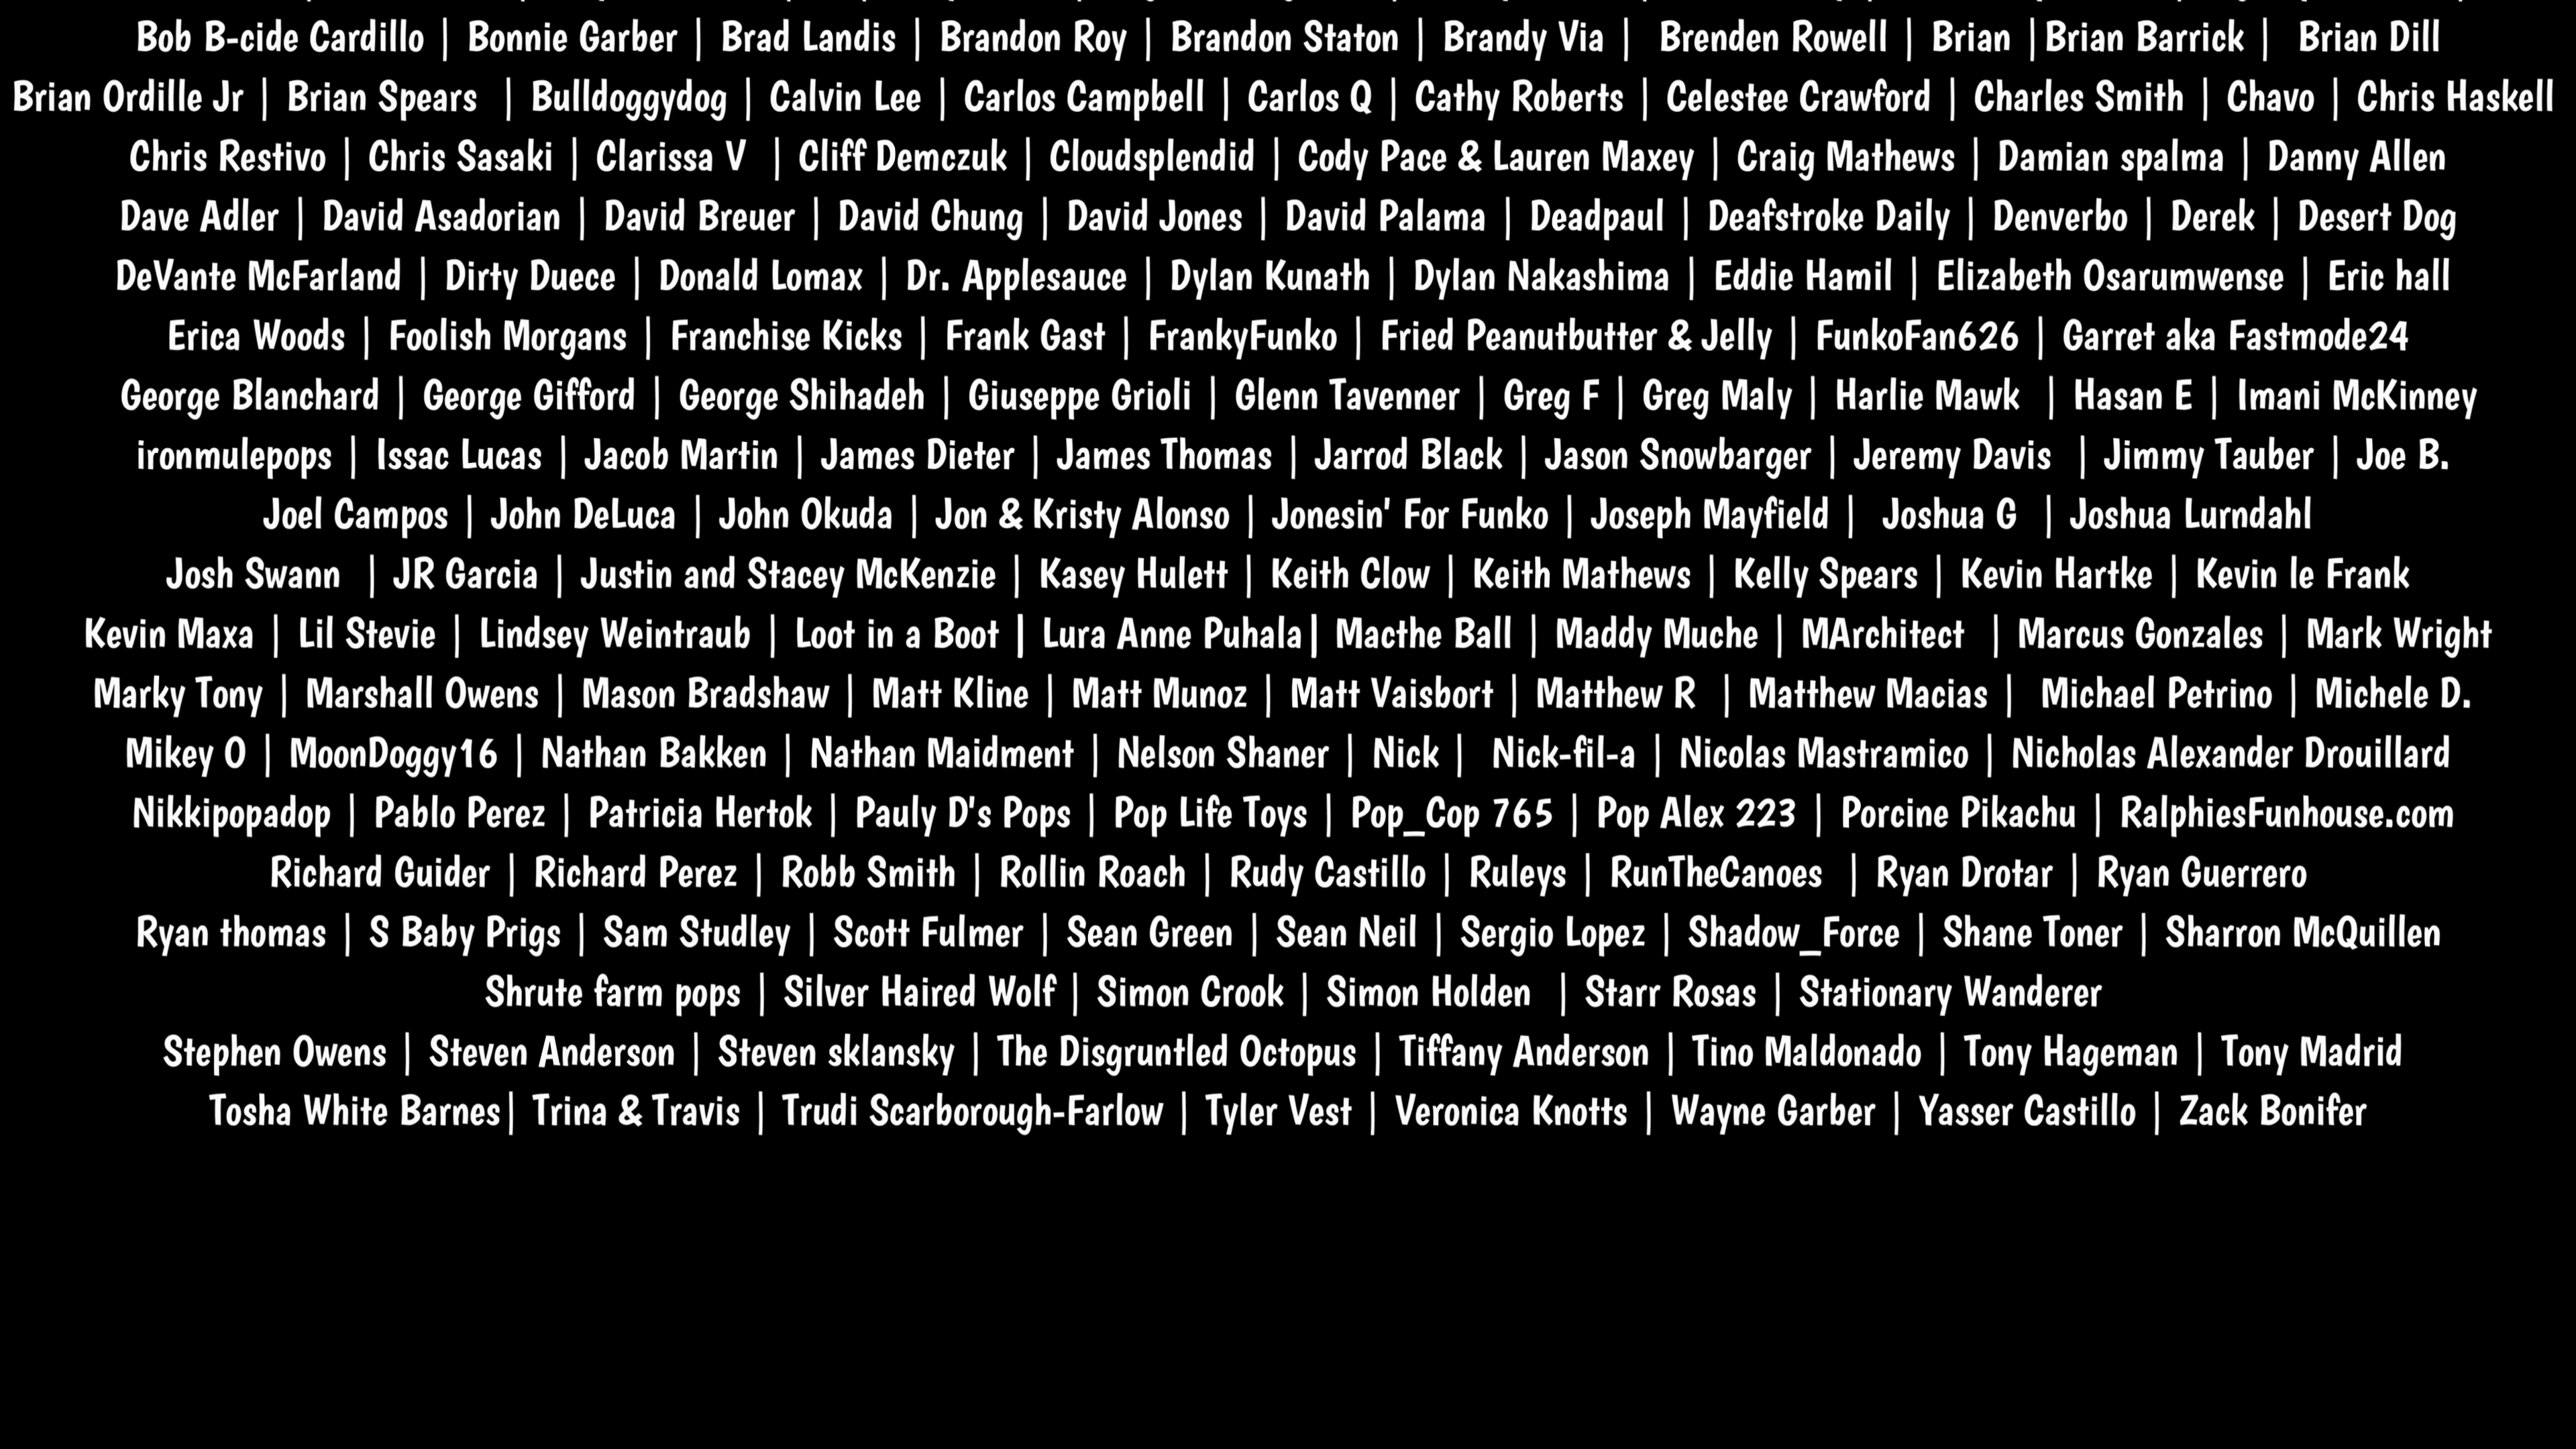 Bob B-cide Cardillo | Bonnie Garber | Brad Landis | Brandon Roy | Brandon Staton | Brandy Via | Brenden Rowell | Brian | Brian Barrick | Brian Dill
Brian Ordille Jr | Brian Spears | Bulldoggydog | Calvin Lee | Carlos Campbell | Carlos Q | Cathy Roberts | Celestee Crawford | Charles Smith | Chavo | Chris Haskell
Chris Restivo | Chris Sasaki | Clarissa V | Cliff Demczuk | Cloudsplendid | Cody Pace & Lauren Maxey | Craig Mathews | Damian spalma | Danny Allen
Dave Adler | David Asadorian | David Breuer | David Chung | David Jones | David Palama | Deadpaul | Deafstroke Daily | Denverbo | Derek | Desert Dog
DeVante McFarland | Dirty Duece | Donald Lomax | Dr. Applesauce | Dylan Kunath | Dylan Nakashima | Eddie Hamil | Elizabeth Osarumwense | Eric hall
Erica Woods | Foolish Morgans | Franchise Kicks | Frank Gast | FrankyFunko | Fried Peanutbutter & Jelly | FunkoFan626 | Garret aka Fastmode24
George Blanchard | George Gifford | George Shihadeh | Giuseppe Grioli | Glenn Tavenner | Greg F | Greg Maly | Harlie Mawk | Hasan E | Imani McKinney
ironmulepops | Issac Lucas | Jacob Martin | James Dieter | James Thomas | Jarrod Black | Jason Snowbarger | Jeremy Davis | Jimmy Tauber | Joe B.
Joel Campos | John DeLuca | John Okuda | Jon & Kristy Alonso | Jonesin' For Funko | Joseph Mayfield | Joshua G | Joshua Lurndahl
Josh Swann | JR Garcia | Justin and Stacey McKenzie | Kasey Hulett | Keith Clow | Keith Mathews | Kelly Spears | Kevin Hartke | Kevin le Frank
Kevin Maxa | Lil Stevie | Lindsey Weintraub | Loot in a Boot | Lura Anne Puhala| Macthe Ball | Maddy Muche | MArchitect | Marcus Gonzales | Mark Wright
Marky Tony | Marshall Owens | Mason Bradshaw | Matt Kline | Matt Munoz | Matt Vaisbort | Matthew R | Matthew Macias | Michael Petrino | Michele D.
Mikey O | MoonDoggy16 | Nathan Bakken | Nathan Maidment | Nelson Shaner | Nick | Nick-fil-a | Nicolas Mastramico | Nicholas Alexander Drouillard
Nikkipopadop | Pablo Perez | Patricia Hertok | Pauly D's Pops | Pop Life Toys | Pop_Cop 765 | Pop Alex 223 | Porcine Pikachu | RalphiesFunhouse.com
Richard Guider | Richard Perez | Robb Smith | Rollin Roach | Rudy Castillo | Ruleys | RunTheCanoes | Ryan Drotar | Ryan Guerrero
Ryan thomas | S Baby Prigs | Sam Studley | Scott Fulmer | Sean Green | Sean Neil | Sergio Lopez | Shadow_Force | Shane Toner | Sharron McQuillen
Shrute farm pops | Silver Haired Wolf | Simon Crook | Simon Holden | Starr Rosas | Stationary Wanderer
Stephen Owens | Steven Anderson | Steven sklansky | The Disgruntled Octopus | Tiffany Anderson | Tino Maldonado | Tony Hageman | Tony Madrid
Tosha White Barnes| Trina & Travis | Trudi Scarborough-Farlow | Tyler Vest | Veronica Knotts | Wayne Garber | Yasser Castillo | Zack Bonifer